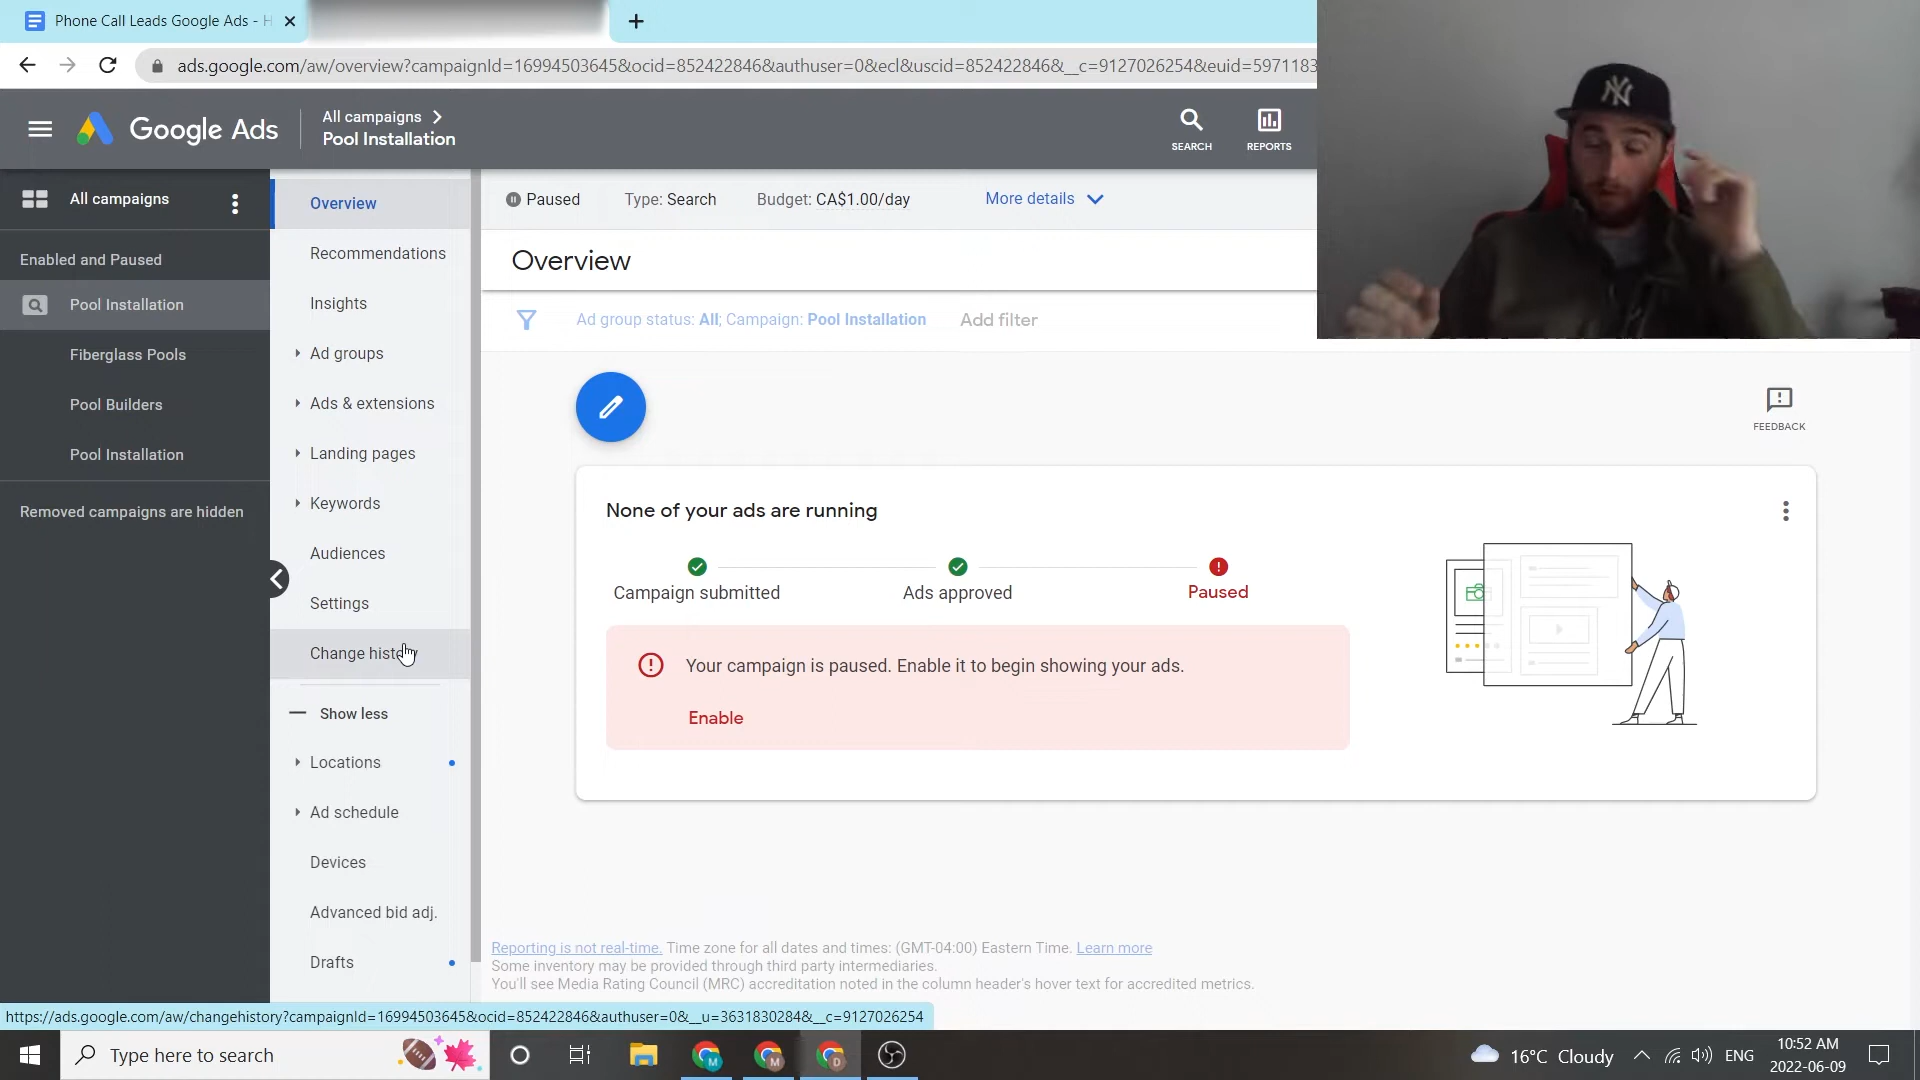 Phone Call Leads Google Ads - H
ads.google.com/aw/overview?campaignId=16994503645&ocid=852422846&authuser=0&ecl&uscid=852422846&__c=9127026254&euid=5971183
Google Ads
All campaigns
Pool Installation
SEARCH
REPORTS
All campaigns
Enabled and Paused
Pool Installation
Fiberglass Pools
Pool Builders
Pool Installation
Removed campaigns are hidden
Overview
Recommendations
Insights
Ad groups
Ads & extensions
Landing pages
Keywords
Audiences
Settings
Change history
Show less
Locations
Ad schedule
Devices
Advanced bid adj.
Drafts
Paused
Type: Search
Budget: CA$1.00/day
More details
Overview
Ad group status: All; Campaign: Pool Installation
Add filter
FEEDBACK
None of your ads are running
Campaign submitted
Ads approved
Paused
Your campaign is paused. Enable it to begin showing your ads.
Enable
Reporting is not real-time. Time zone for all dates and times: (GMT-04:00) Eastern Time. Learn more
Some inventory may be provided through third party intermediaries.
You'll see Media Rating Council (MRC) accreditation noted in the column header's hover text for accredited metrics.
https://ads.google.com/aw/changehistory?campaignId=16994503645&ocid=852422846&authuser=0&__u=3631830284&__c=9127026254
Type here to search
M
M
D
16°C Cloudy
ENG
10:52 AM
2022-06-09
NY